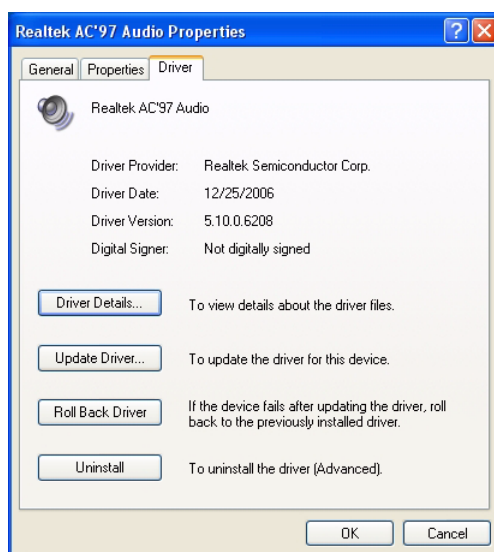 Realtek AC'97 Audio Properties
?
General Properties Driver
Realtek AC'97 Audio
Driver Provider: Realtek Semiconductor Corp.
Driver Date: 12/25/2006
Driver Version: 5.10.0.6208
Digital Signer: Not digitally signed
Driver Details... To view details about the driver files.
Update Driver... To update the driver for this device.
Roll Back Driver If the device fails after updating the driver, roll
back to the previously installed driver.
Uninstall To uninstall the driver (Advanced).
OK Cancel